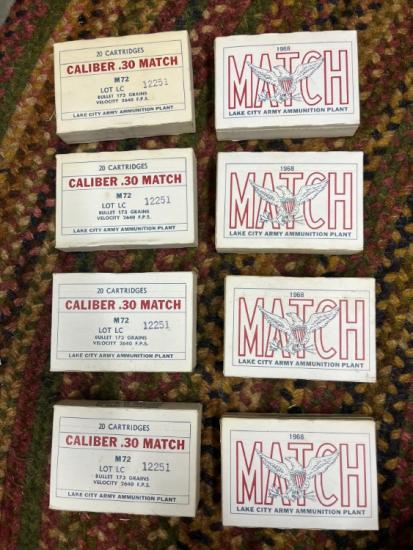 20 CARTRIDGES
CALIBER .30 MATCH
M72
LOT LC 12251
BULLET 173 GRAINS
VELOCITY 2640 F.P.S.
LAKE CITY ARMY AMMUNITION PLANT
1968
MATCH
LAKE CITY ARMY AMMUNITION PLANT
20 CARTRIDGES
CALIBER .30 MATCH
M72
LOT LC 12251
BULLET 173 GRAINS
VELOCITY 2640 F.P.S.
LAKE CITY ARMY AMMUNITION PLANT
1968
MATCH
LAKE CITY ARMY AMMUNITION PLANT
20 CARTRIDGES
CALIBER .30 MATCH
M72
LOT LC 12251
BULLET 173 GRAINS
VELOCITY 2640 F.P.S.
LAKE CITY ARMY AMMUNITION PLANT
1968
MATCH
LAKE CITY ARMY AMMUNITION PLANT
20 CARTRIDGES
CALIBER .30 MATCH
M72
LOT LC 12251
BULLET 173 GRAINS
VELOCITY 2640 F.P.S.
LAKE CITY ARMY AMMUNITION PLANT
1968
MATCH
LAKE CITY ARMY AMMUNITION PLANT